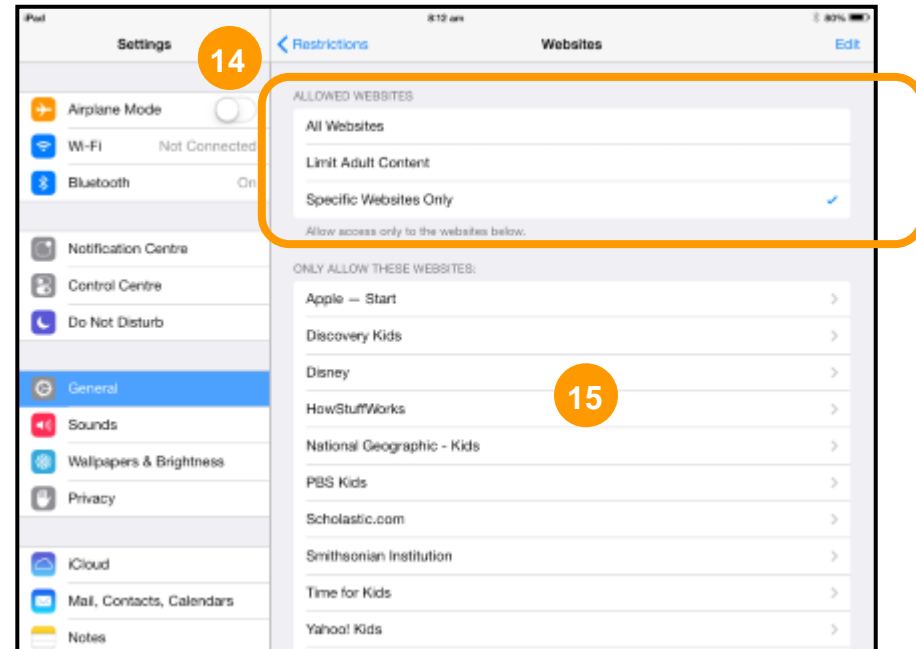 iPad 8:12 am 80%
Settings
14
Restrictions Websites Edit
Airplane Mode
Wi-Fi Not Connected
Bluetooth On
Notification Centre
Control Centre
Do Not Disturb
General
Sounds
Wallpapers & Brightness
Privacy
iCloud
Mail, Contacts, Calendars
Notes
ALLOWED WEBSITES
All Websites
Limit Adult Content
Specific Websites Only
Allow access only to the websites below.
ONLY ALLOW THESE WEBSITES:
Apple — Start
Discovery Kids
Disney
15
HowStuffWorks
National Geographic - Kids
PBS Kids
Scholastic.com
Smithsonian Institution
Time for Kids
Yahoo! Kids